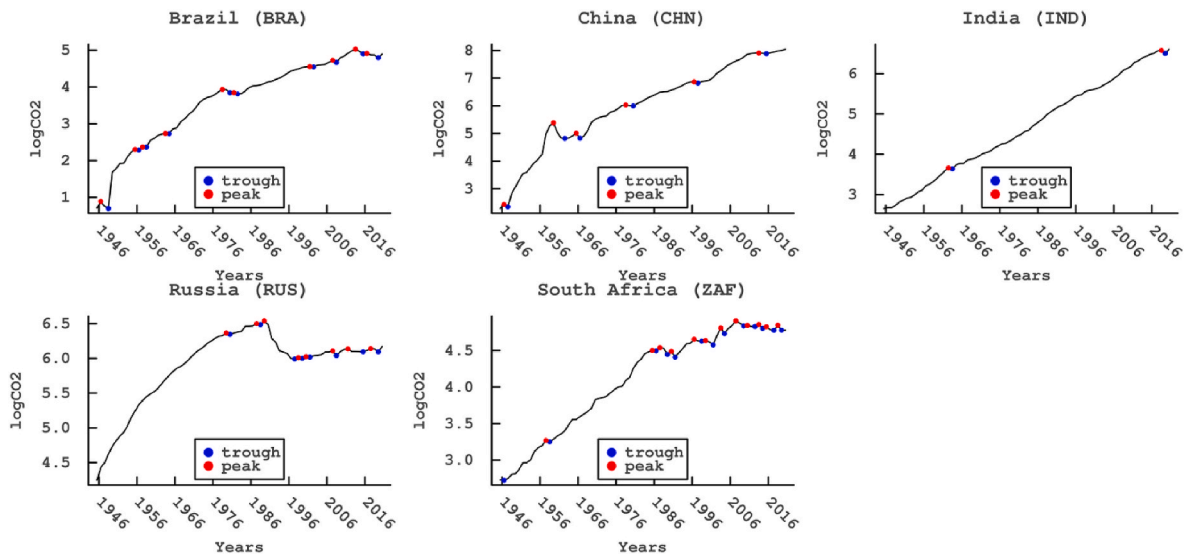 Brazil (BRA)
logCO2
5
4
3
2
1
trough
peak
1946
1956
1966
1976
1986
1996
2006
2016
Years
China (CHN)
logCO2
8
7
6
5
4
3
trough
peak
1946
1956
1966
1976
1986
1996
2006
2016
Years
India (IND)
logCO2
6
5
4
3
trough
peak
1946
1956
1966
1976
1986
1996
2006
2016
Years
Russia (RUS)
logCO2
6.5
6.0
5.5
5.0
4.5
trough
peak
1946
1956
1966
1976
1986
1996
2006
2016
Years
South Africa (ZAF)
logCO2
4.5
4.0
3.5
3.0
trough
peak
1946
1956
1966
1976
1986
1996
2006
2016
Years